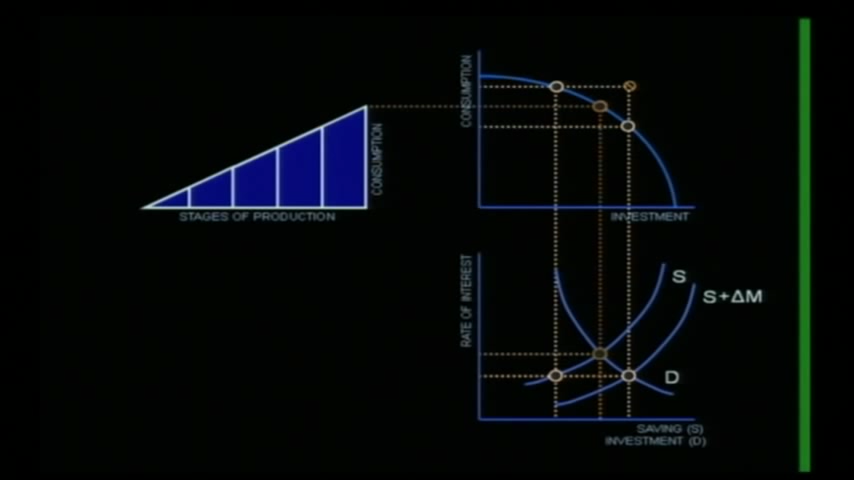 CONSUMPTION
CONSUMPTION
STAGES OF PRODUCTION
INVESTMENT
RATE OF INTEREST
S
S+ΔM
D
SAVING (S)
INVESTMENT (D)